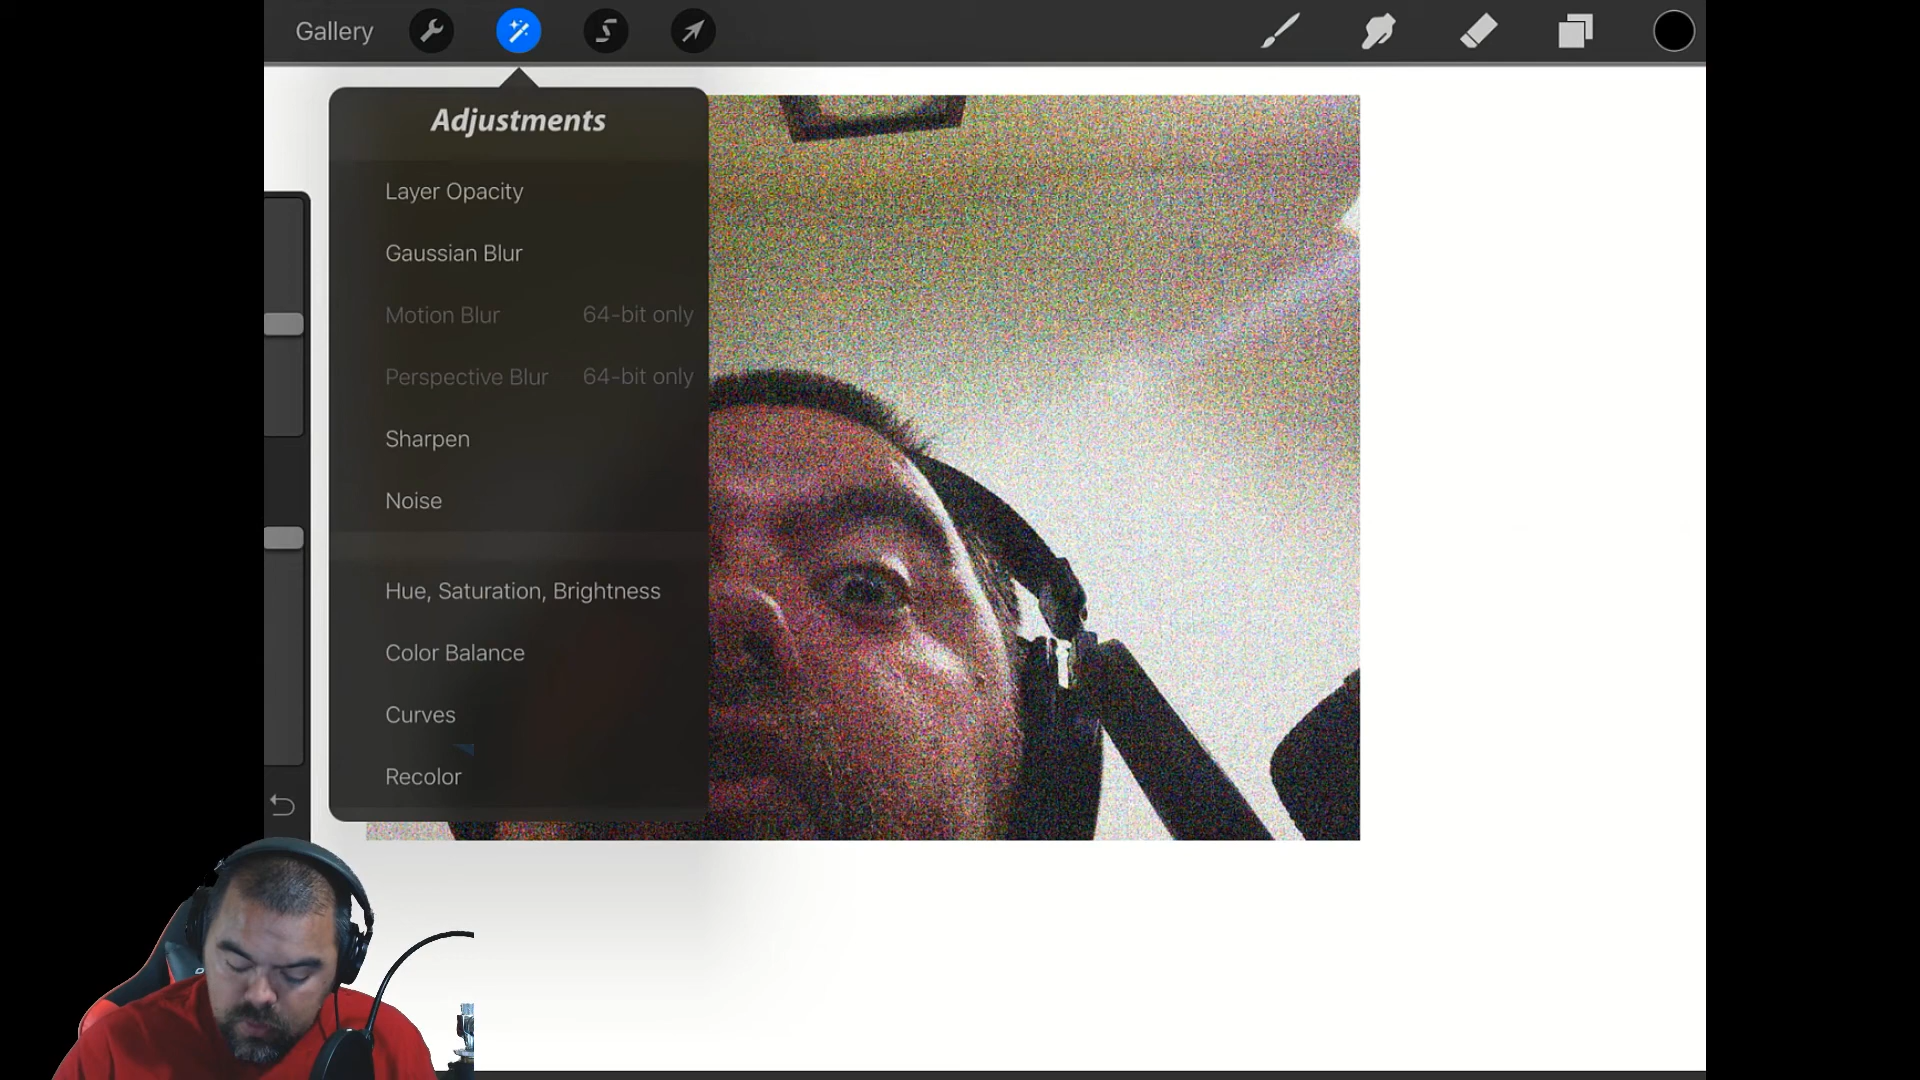 Gallery
Adjustments
Layer Opacity
Gaussian Blur
Motion Blur 64-bit only
Perspective Blur 64-bit only
Sharpen
Noise
Hue, Saturation, Brightness
Color Balance
Curves
Recolor